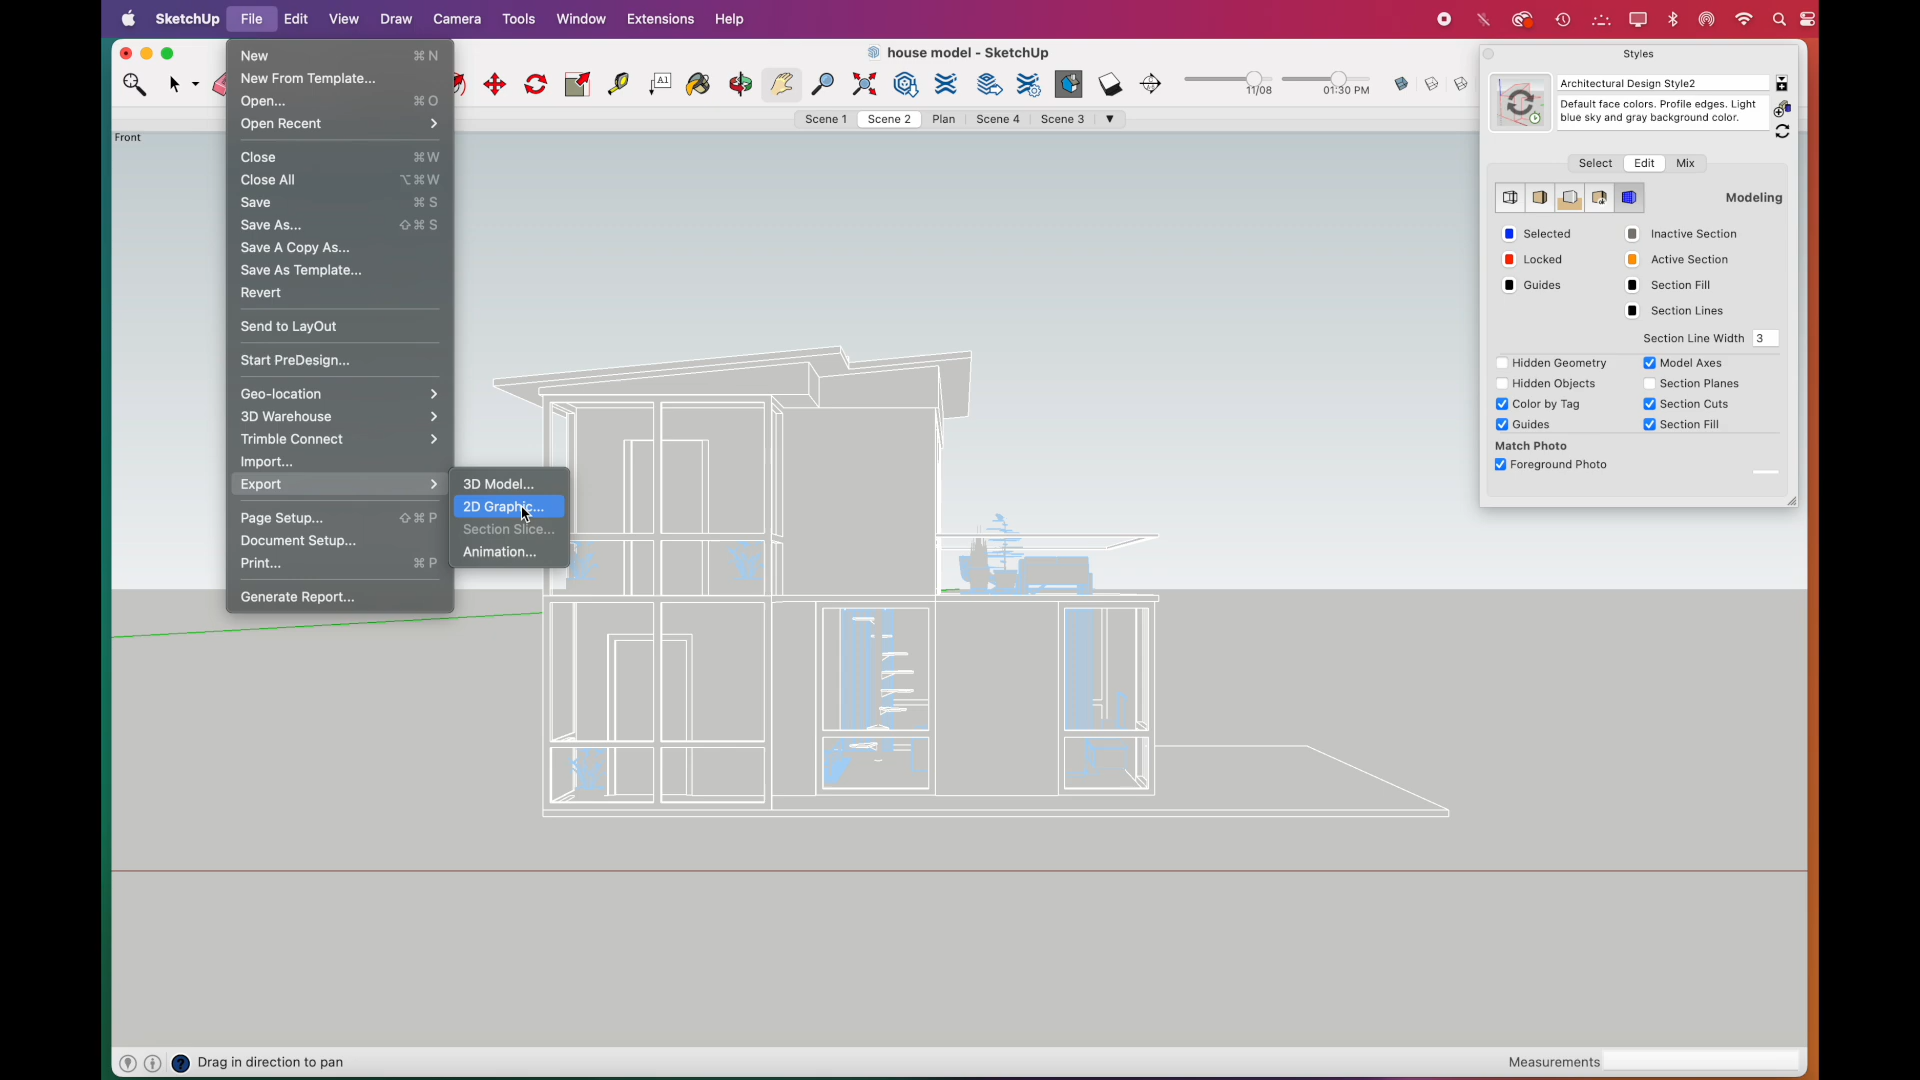 SketchUp File Edit View Draw Camera Tools Window Extensions Help
house model - SketchUp
A1
11/08
01:30 PM
Scene 1 Scene 2 Plan Scene 4 Scene 3
Front
New ⌘ N
New From Template...
Open... ⌘ O
Open Recent
Close ⌘ W
Close All ⌥ ⌘ W
Save ⌘ S
Save As... ⇧ ⌘ S
Save A Copy As...
Save As Template...
Revert
Send to LayOut
Start PreDesign...
Geo-location
3D Warehouse
Trimble Connect
Import...
Export
Page Setup... ⇧ ⌘ P
Document Setup...
Print... ⌘ P
Generate Report...
3D Model...
2D Graphic...
Section Slice...
Animation...
Styles
Architectural Design Style2
Default face colors. Profile edges. Light
blue sky and gray background color.
Select Edit Mix
Modeling
Selected Inactive Section
Locked Active Section
Guides Section Fill
Section Lines
Section Line Width 3
Hidden Geometry Model Axes
Hidden Objects Section Planes
Color by Tag Section Cuts
Guides Section Fill
Match Photo
Foreground Photo
Drag in direction to pan
Measurements